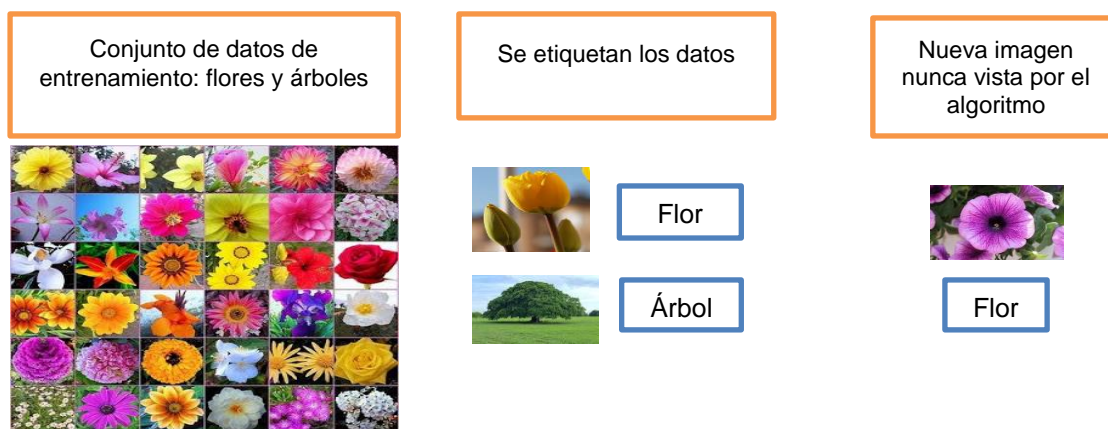 Conjunto de datos de
entrenamiento: flores y árboles
Se etiquetan los datos
Nueva imagen
nunca vista por el
algoritmo
Flor
Árbol
Flor